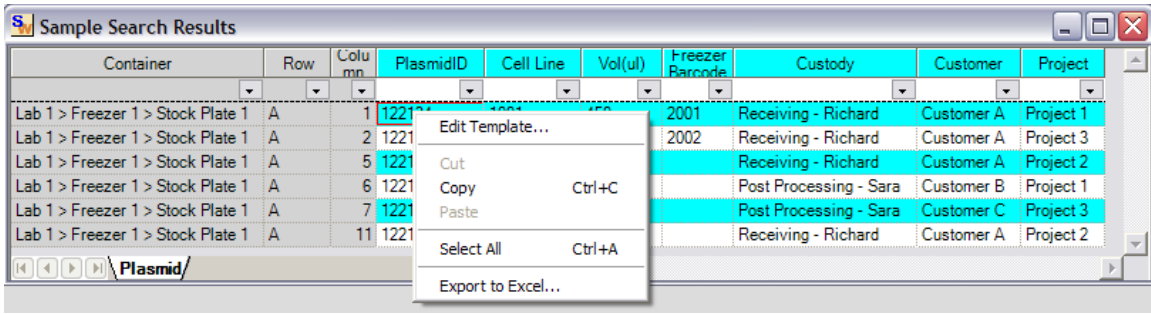 Sample Search Results
Container Row Colu mn PlasmidID Cell Line Vol(ul) Freezer Barcode Custody Customer Project
Lab 1 > Freezer 1 > Stock Plate 1 A 1 2001 Receiving - Richard Customer A Project 1
Lab 1 > Freezer 1 > Stock Plate 1 A 2 2002 Receiving - Richard Customer A Project 3
Lab 1 > Freezer 1 > Stock Plate 1 A 5 Receiving - Richard Customer A Project 2
Lab 1 > Freezer 1 > Stock Plate 1 A 6 Post Processing - Sara Customer B Project 1
Lab 1 > Freezer 1 > Stock Plate 1 A 7 Post Processing - Sara Customer C Project 3
Lab 1 > Freezer 1 > Stock Plate 1 A 11 Receiving - Richard Customer A Project 2
Plasmid
Edit Template...
Cut
Copy Ctrl+C
Paste
Select All Ctrl+A
Export to Excel...